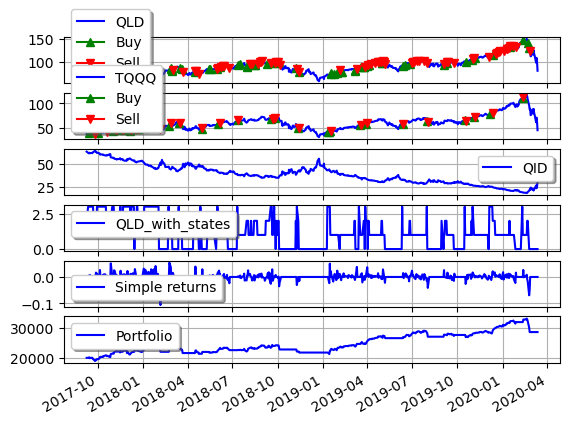 QLD
Buy
Sell
150
100
TQQQ
Buy
Sell
100
50
QID
50
25
QLD_with_states
2.5
0.0
Simple returns
0.0
−0.1
Portfolio
30000
20000
2017-10 2018-01 2018-04 2018-07 2018-10 2019-01 2019-04 2019-07 2019-10 2020-01 2020-04